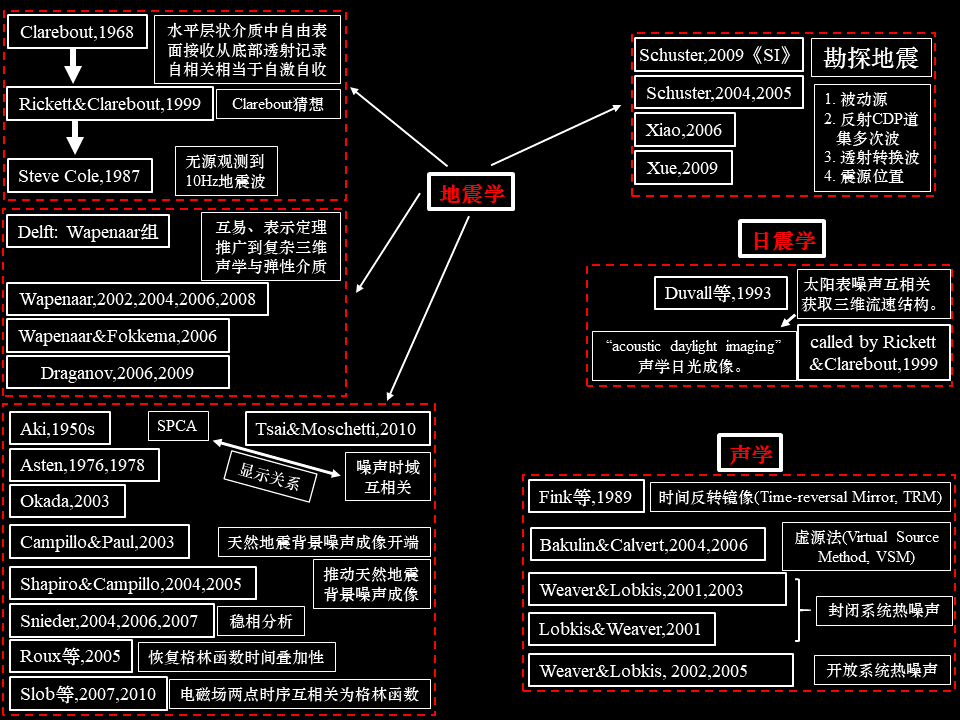 Clarebout,1968
水平层状介质中自由表
面接收从底部透射记录
自相关相当于自激自收
Rickett&Clarebout,1999
Clarebout猜想
Steve Cole,1987
无源观测到
10Hz地震波
Delft: Wapenaar组
互易、表示定理
推广到复杂三维
声学与弹性介质
Wapenaar,2002,2004,2006,2008
Wapenaar&Fokkema,2006
Draganov,2006,2009
Aki,1950s
SPCA
Tsai&Moschetti,2010
Asten,1976,1978
显示关系
噪声时域
互相关
Okada,2003
Campillo&Paul,2003
天然地震背景噪声成像开端
Shapiro&Campillo,2004,2005
推动天然地震
背景噪声成像
Snieder,2004,2006,2007
稳相分析
Roux等,2005
恢复格林函数时间叠加性
Slob等,2007,2010
电磁场两点时序互相关为格林函数
地震学
Schuster,2009《SI》
勘探地震
Schuster,2004,2005
Xiao,2006
Xue,2009
1. 被动源
2. 反射CDP道
集多次波
3. 透射转换波
4. 震源位置
日震学
Duvall等,1993
太阳表噪声互相关
获取三维流速结构。
“acoustic daylight imaging”
声学日光成像。
called by Rickett
&Clarebout,1999
声学
Fink等,1989
时间反转镜像(Time-reversal Mirror, TRM)
Bakulin&Calvert,2004,2006
虚源法(Virtual Source
Method, VSM)
Weaver&Lobkis,2001,2003
Lobkis&Weaver,2001
封闭系统热噪声
Weaver&Lobkis, 2002,2005
开放系统热噪声